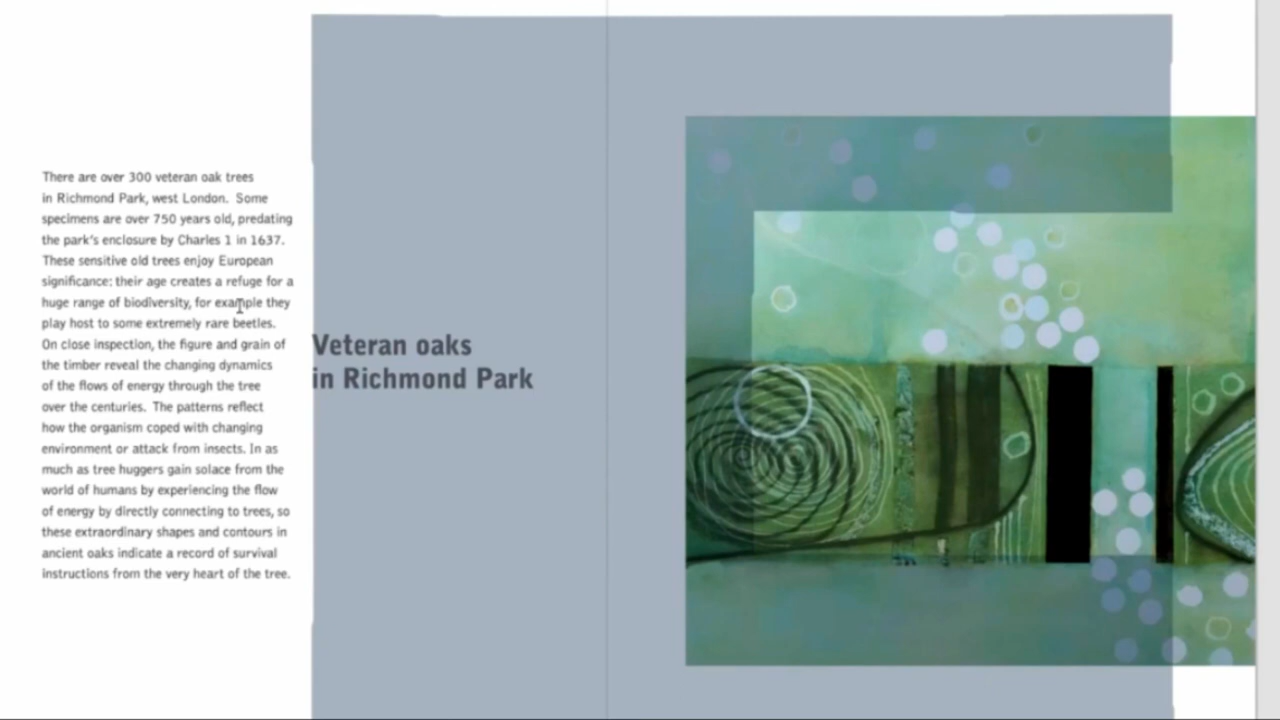 There are over 300 veteran oak trees
in Richmond Park, west London. Some
specimens are over 750 years old, predating
the park's enclosure by Charles 1 in 1637.
These sensitive old trees enjoy European
significance: their age creates a refuge for a
huge range of biodiversity, for example they
play host to some extremely rare beetles.
On close inspection, the figure and grain of
the timber reveal the changing dynamics
of the flows of energy through the tree
over the centuries. The patterns reflect
how the organism coped with changing
environment or attack from insects. In as
much as tree huggers gain solace from the
world of humans by experiencing the flow
of energy by directly connecting to trees, so
these extraordinary shapes and contours in
ancient oaks indicate a record of survival
instructions from the very heart of the tree.
Veteran oaks
in Richmond Park